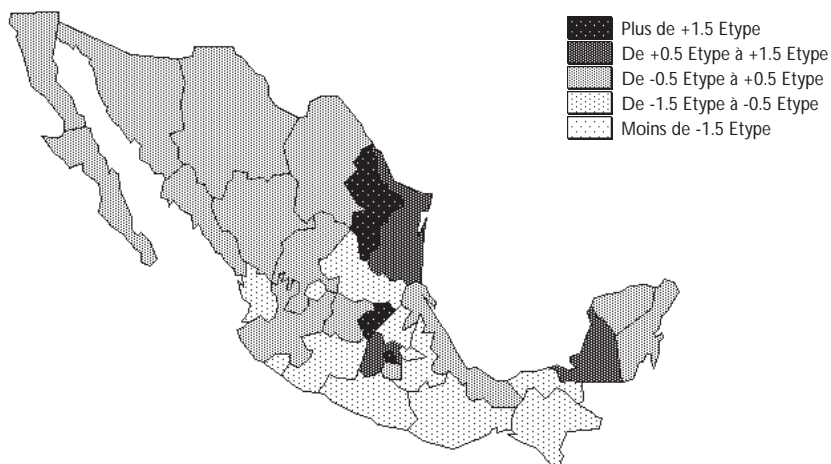 Plus de +1.5 Etype
De +0.5 Etype à +1.5 Etype
De -0.5 Etype à +0.5 Etype
De -1.5 Etype à -0.5 Etype
Moins de -1.5 Etype